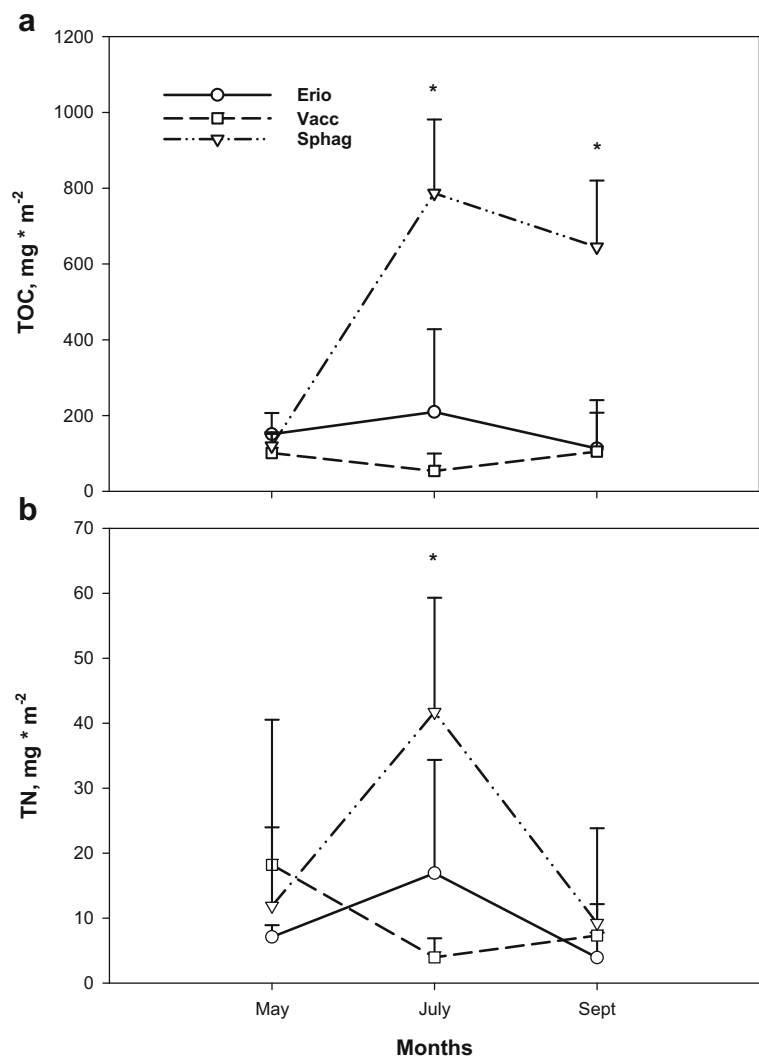 a
1200
1000
800
600
400
200
0
TOC, mg * m-2
Erio
Vacc
Sphag
*
*
b
70
60
50
40
30
20
10
0
TN, mg * m-2
*
May July Sept
Months